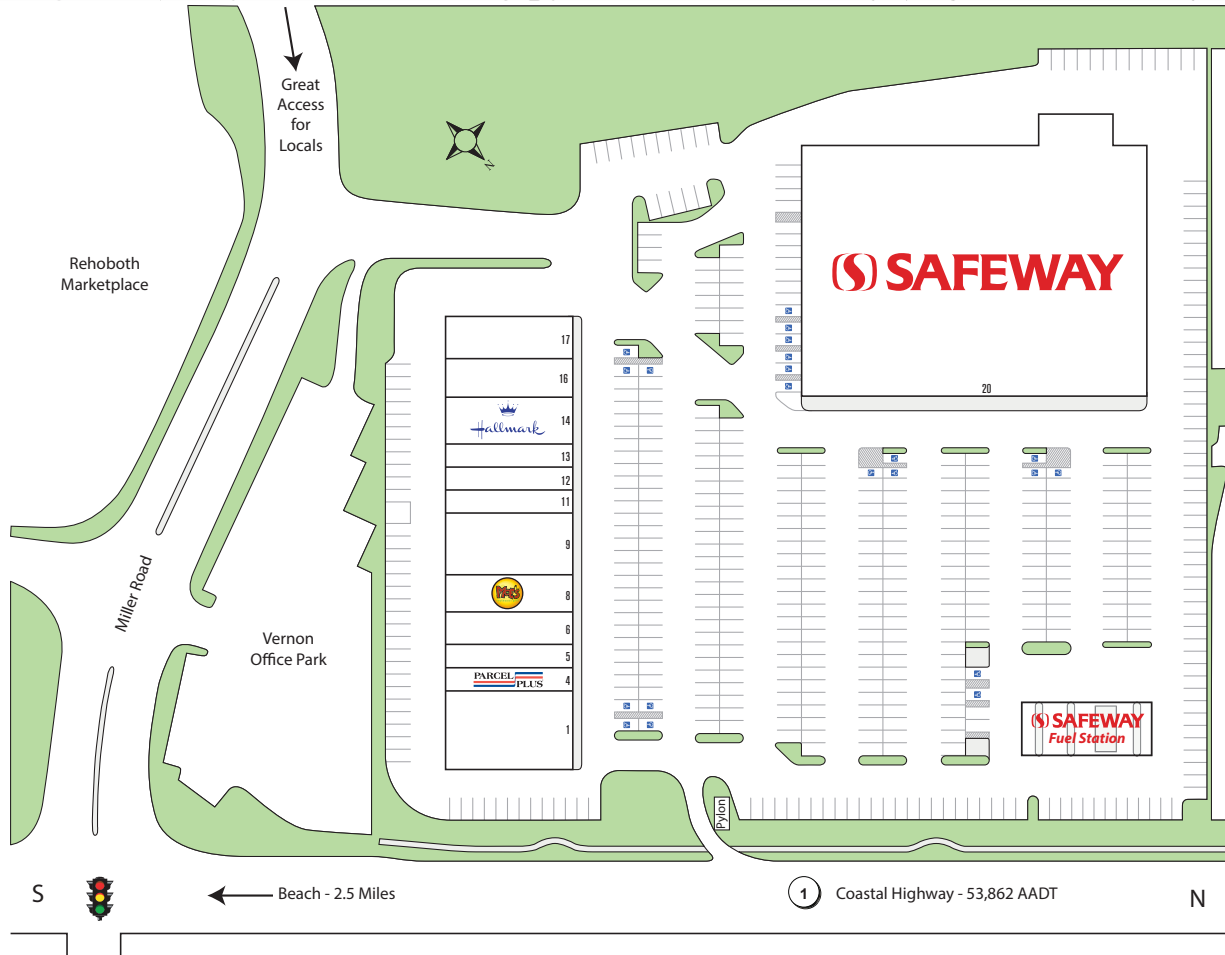 Great
Access
for
Locals
N
Rehoboth
Marketplace
SAFEWAY
20
17
16
Hallmark
14
13
12
11
9
Moe's
8
6
5
PARCEL
PLUS
4
1
Miller Road
Vernon
Office Park
SAFEWAY
Fuel Station
Pylon
S
Beach - 2.5 Miles
1
Coastal Highway - 53,862 AADT
N